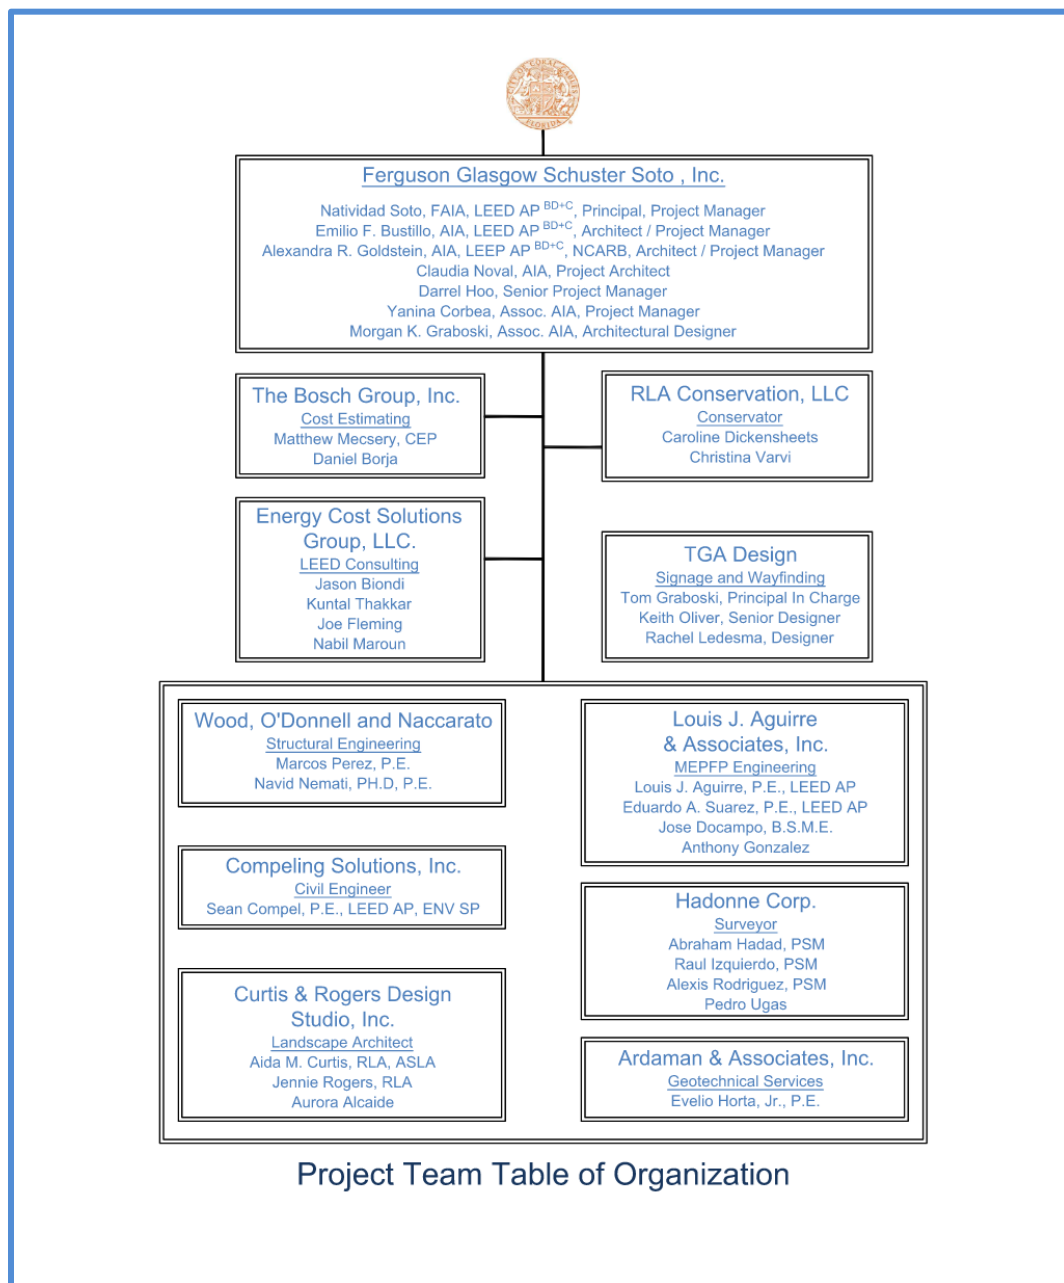 CITY OF CORAL GABLES
FLORIDA
Ferguson Glasgow Schuster Soto , Inc.
Natividad Soto, FAIA, LEED AP BD+C, Principal, Project Manager
Emilio F. Bustillo, AIA, LEED AP BD+C, Architect / Project Manager
Alexandra R. Goldstein, AIA, LEEP AP BD+C, NCARB, Architect / Project Manager
Claudia Noval, AIA, Project Architect
Darrel Hoo, Senior Project Manager
Yanina Corbea, Assoc. AIA, Project Manager
Morgan K. Graboski, Assoc. AIA, Architectural Designer
The Bosch Group, Inc.
Cost Estimating
Matthew Mecsery, CEP
Daniel Borja
RLA Conservation, LLC
Conservator
Caroline Dickensheets
Christina Varvi
Energy Cost Solutions
Group, LLC.
LEED Consulting
Jason Biondi
Kuntal Thakkar
Joe Fleming
Nabil Maroun
TGA Design
Signage and Wayfinding
Tom Graboski, Principal In Charge
Keith Oliver, Senior Designer
Rachel Ledesma, Designer
Wood, O'Donnell and Naccarato
Structural Engineering
Marcos Perez, P.E.
Navid Nemati, PH.D, P.E.
Louis J. Aguirre
& Associates, Inc.
MEPFP Engineering
Louis J. Aguirre, P.E., LEED AP
Eduardo A. Suarez, P.E., LEED AP
Jose Docampo, B.S.M.E.
Anthony Gonzalez
Compeling Solutions, Inc.
Civil Engineer
Sean Compel, P.E., LEED AP, ENV SP
Hadonne Corp.
Surveyor
Abraham Hadad, PSM
Raul Izquierdo, PSM
Alexis Rodriguez, PSM
Pedro Ugas
Curtis & Rogers Design
Studio, Inc.
Landscape Architect
Aida M. Curtis, RLA, ASLA
Jennie Rogers, RLA
Aurora Alcaide
Ardaman & Associates, Inc.
Geotechnical Services
Evelio Horta, Jr., P.E.
Project Team Table of Organization